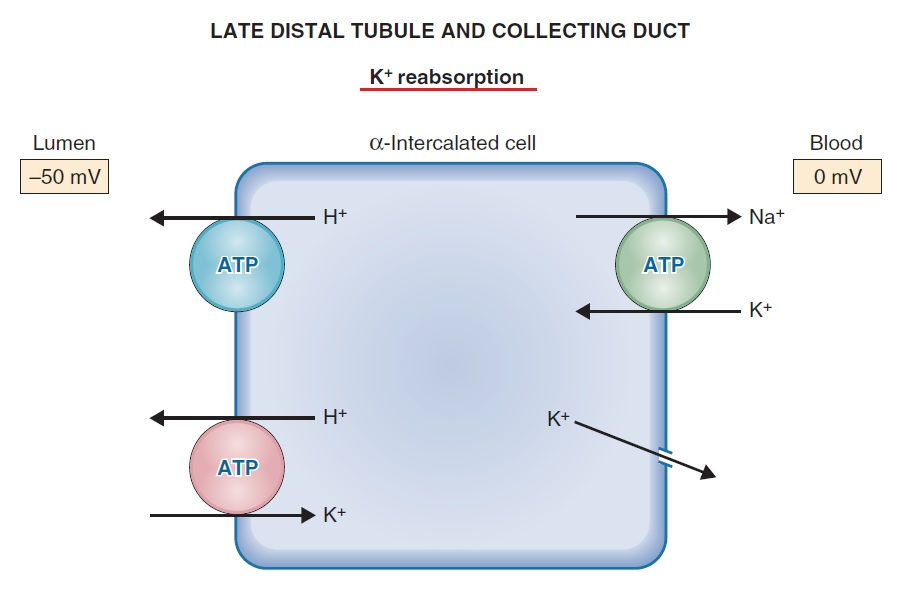 LATE DISTAL TUBULE AND COLLECTING DUCT
K⁺ reabsorption
Lumen
–50 mV
α-Intercalated cell
Blood
0 mV
H⁺
ATP
Na⁺
ATP
K⁺
H⁺
ATP
K⁺
K⁺